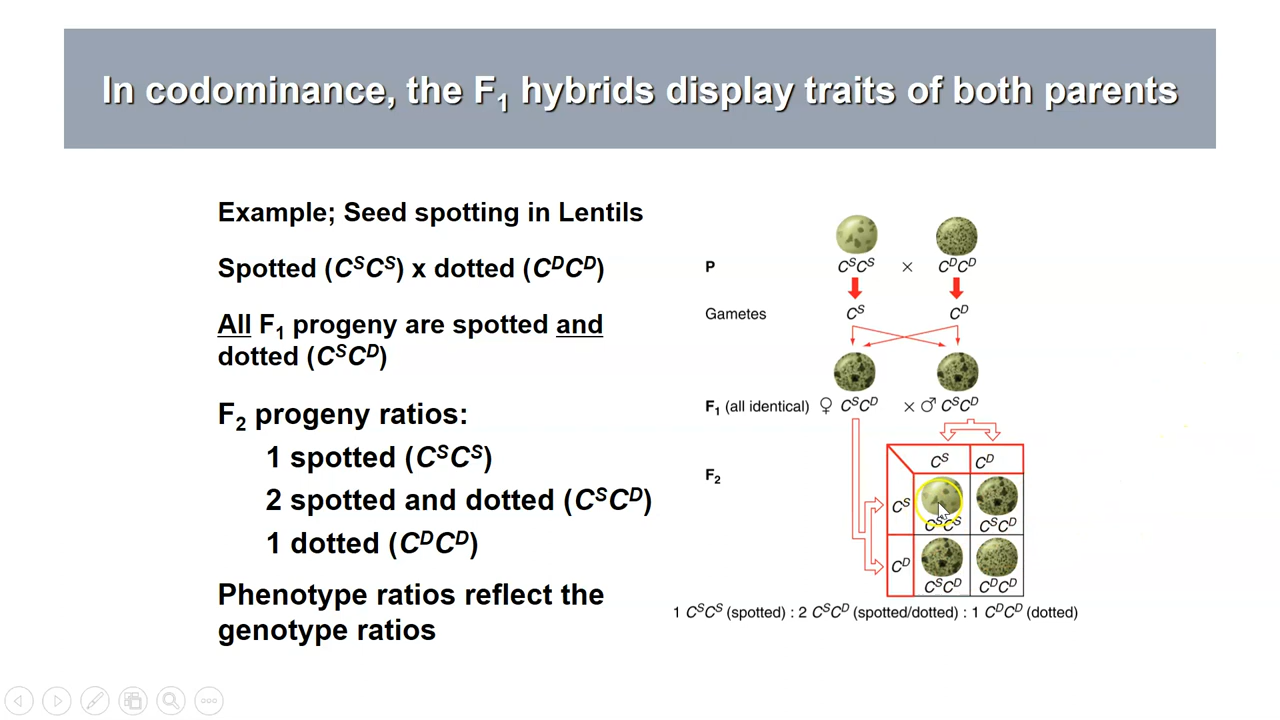 In codominance, the F₁ hybrids display traits of both parents
Example; Seed spotting in Lentils
Spotted (CˢCˢ) x dotted (CᴰCᴰ)
All F₁ progeny are spotted and
dotted (CˢCᴰ)
F₂ progeny ratios:
1 spotted (CˢCˢ)
2 spotted and dotted (CˢCᴰ)
1 dotted (CᴰCᴰ)
Phenotype ratios reflect the
genotype ratios
P CˢCˢ × CᴰCᴰ
Gametes Cˢ Cᴰ
F₁ (all identical) ♀ CˢCᴰ × ♂ CˢCᴰ
Cˢ Cᴰ
F₂
Cˢ
CˢCˢ CˢCᴰ
Cᴰ
CˢCᴰ CᴰCᴰ
1 CˢCˢ (spotted) : 2 CˢCᴰ (spotted/dotted) : 1 CᴰCᴰ (dotted)